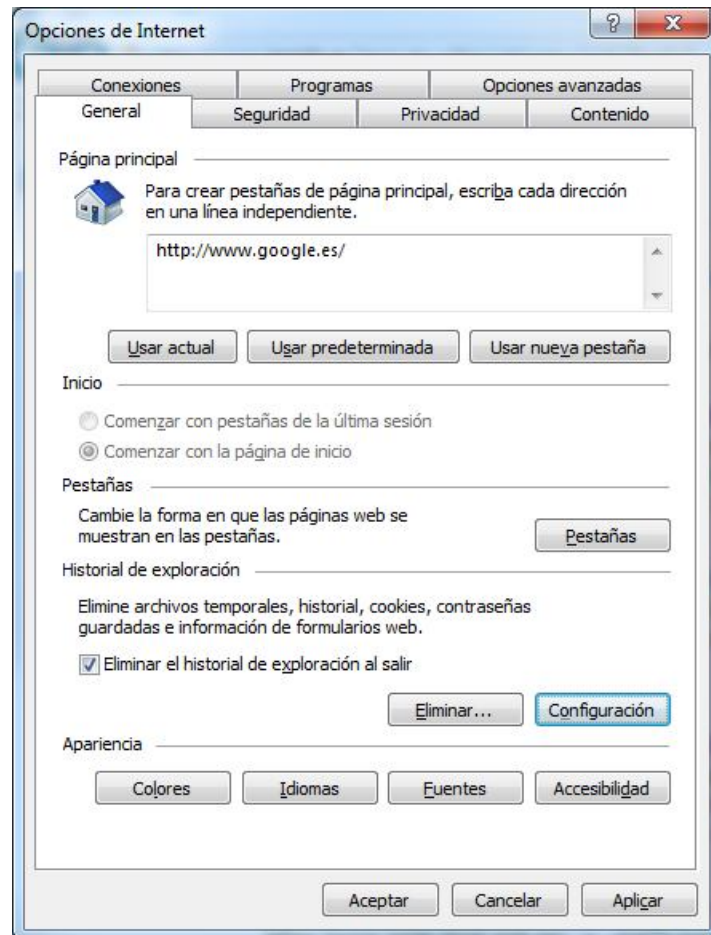 Opciones de Internet
Conexiones Programas Opciones avanzadas
General Seguridad Privacidad Contenido
Página principal
Para crear pestañas de página principal, escriba cada dirección
en una línea independiente.
http://www.google.es/
Usar actual Usar predeterminada Usar nueva pestaña
Inicio
Comenzar con pestañas de la última sesión
Comenzar con la página de inicio
Pestañas
Cambie la forma en que las páginas web se
muestran en las pestañas.
Pestañas
Historial de exploración
Elimine archivos temporales, historial, cookies, contraseñas
guardadas e información de formularios web.
Eliminar el historial de exploración al salir
Eliminar... Configuración
Apariencia
Colores Idiomas Fuentes Accesibilidad
Aceptar Cancelar Aplicar